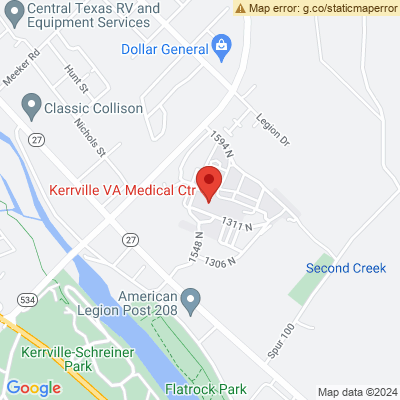 Map error: g.co/staticmaperror
Central Texas RV and
Equipment Services
Meeker Rd
Hunt St
Dollar General
Classic Collison
Nichols St
Legion Dr
27
1594 N
Kerrville VA Medical Ctr
1311 N
27
1548 N
1306 N
Second Creek
534
American
Legion Post 208
Spur 100
Kerrville-Schreiner
Park
Google
Flatrock Park
Map data ©2024